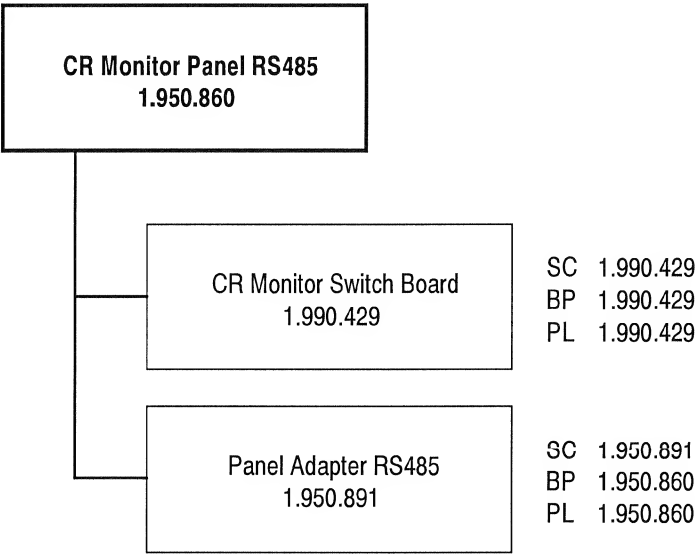 CR Monitor Panel RS485
1.950.860
CR Monitor Switch Board
1.990.429
SC 1.990.429
BP 1.990.429
PL 1.990.429
Panel Adapter RS485
1.950.891
SC 1.950.891
BP 1.950.860
PL 1.950.860